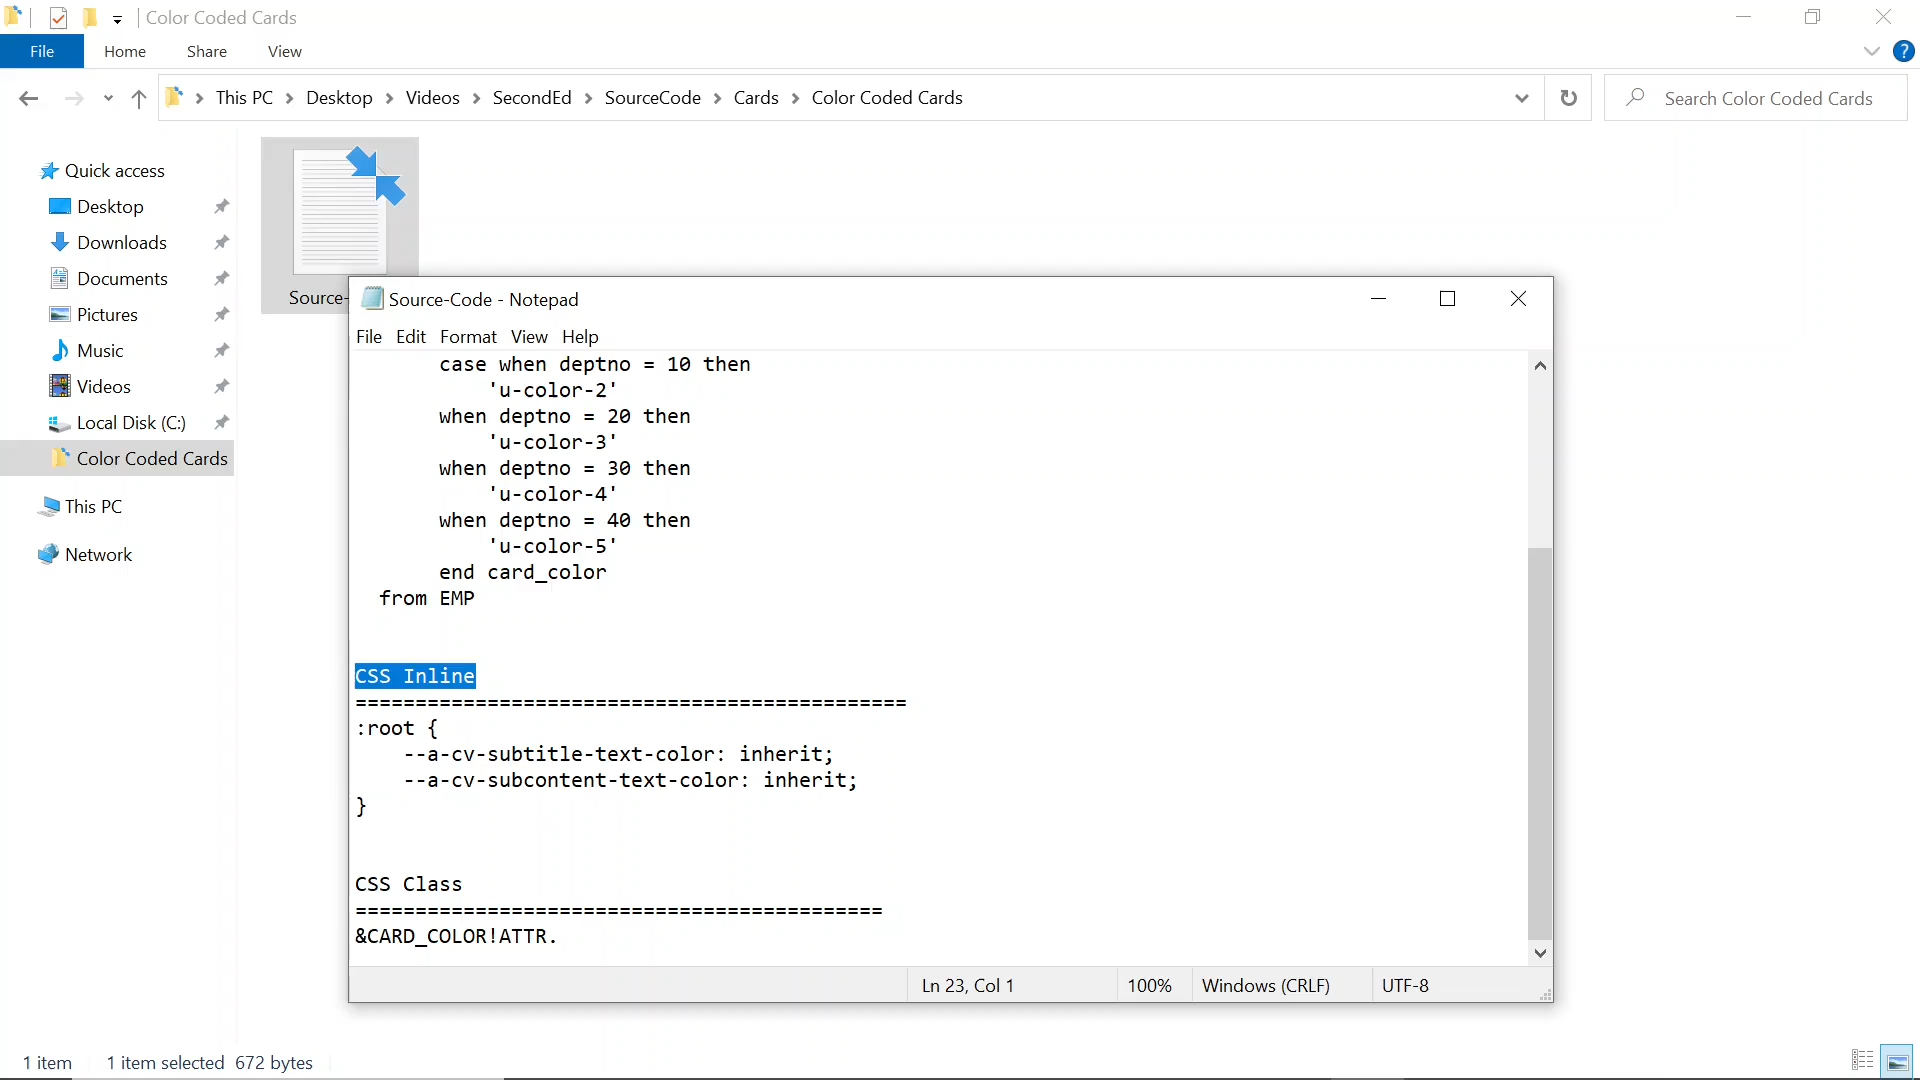 Color Coded Cards
File Home Share View
This PC > Desktop > Videos > SecondEd > SourceCode > Cards > Color Coded Cards
Search Color Coded Cards
Quick access
Desktop
Downloads
Documents
Pictures
Music
Videos
Local Disk (C:)
Color Coded Cards
This PC
Network
Source-
Source-Code - Notepad
File Edit Format View Help
case when deptno = 10 then
'u-color-2'
when deptno = 20 then
'u-color-3'
when deptno = 30 then
'u-color-4'
when deptno = 40 then
'u-color-5'
end card_color
from EMP
CSS Inline
==============================================
:root {
--a-cv-subtitle-text-color: inherit;
--a-cv-subcontent-text-color: inherit;
}
CSS Class
============================================
&CARD_COLOR!ATTR.
Ln 23, Col 1 100% Windows (CRLF) UTF-8
1 item 1 item selected 672 bytes